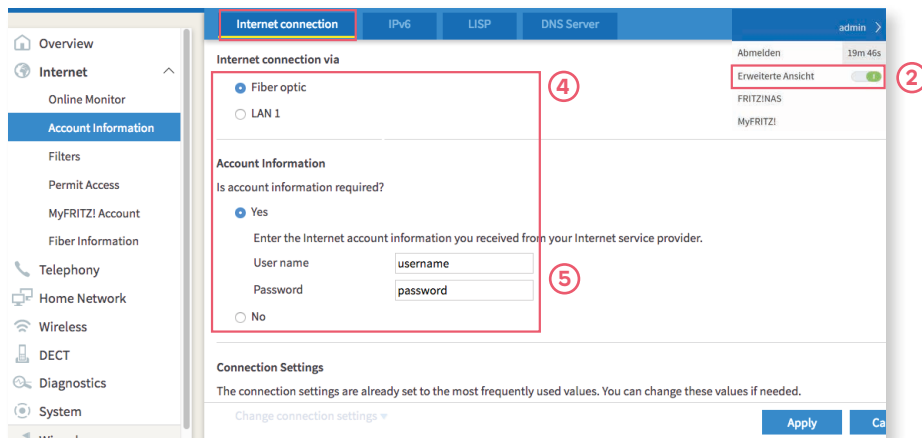 Internet connection
IPv6
LISP
DNS Server
admin
Abmelden
19m 46s
Erweiterte Ansicht
2
FRITZ!NAS
MyFRITZ!
Overview
Internet
Online Monitor
Account Information
Filters
Permit Access
MyFRITZ! Account
Fiber Information
Telephony
Home Network
Wireless
DECT
Diagnostics
System
Internet connection via
Fiber optic
4
LAN 1
Account Information
Is account information required?
Yes
Enter the Internet account information you received from your Internet service provider.
User name
username
Password
password
5
No
Connection Settings
The connection settings are already set to the most frequently used values. You can change these values if needed.
Change connection settings
Apply
Ca